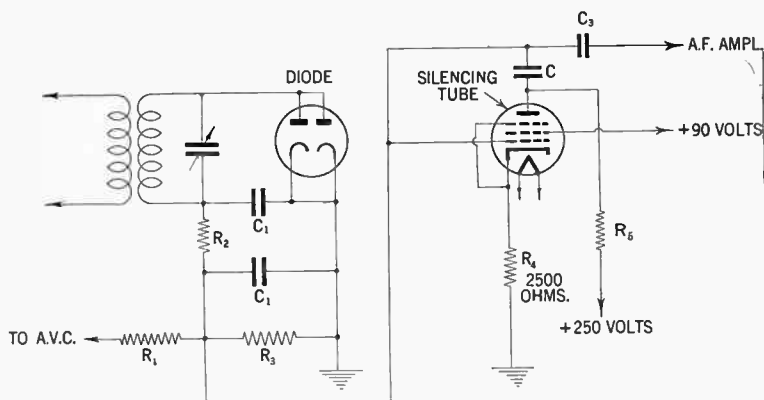 C₃
A.F. AMPL.
DIODE
SILENCING
TUBE
C
+90 VOLTS
C₁
R₂
R₄
2500
OHMS.
R₅
C₁
+250 VOLTS
TO A.V.C.
R₁
R₃